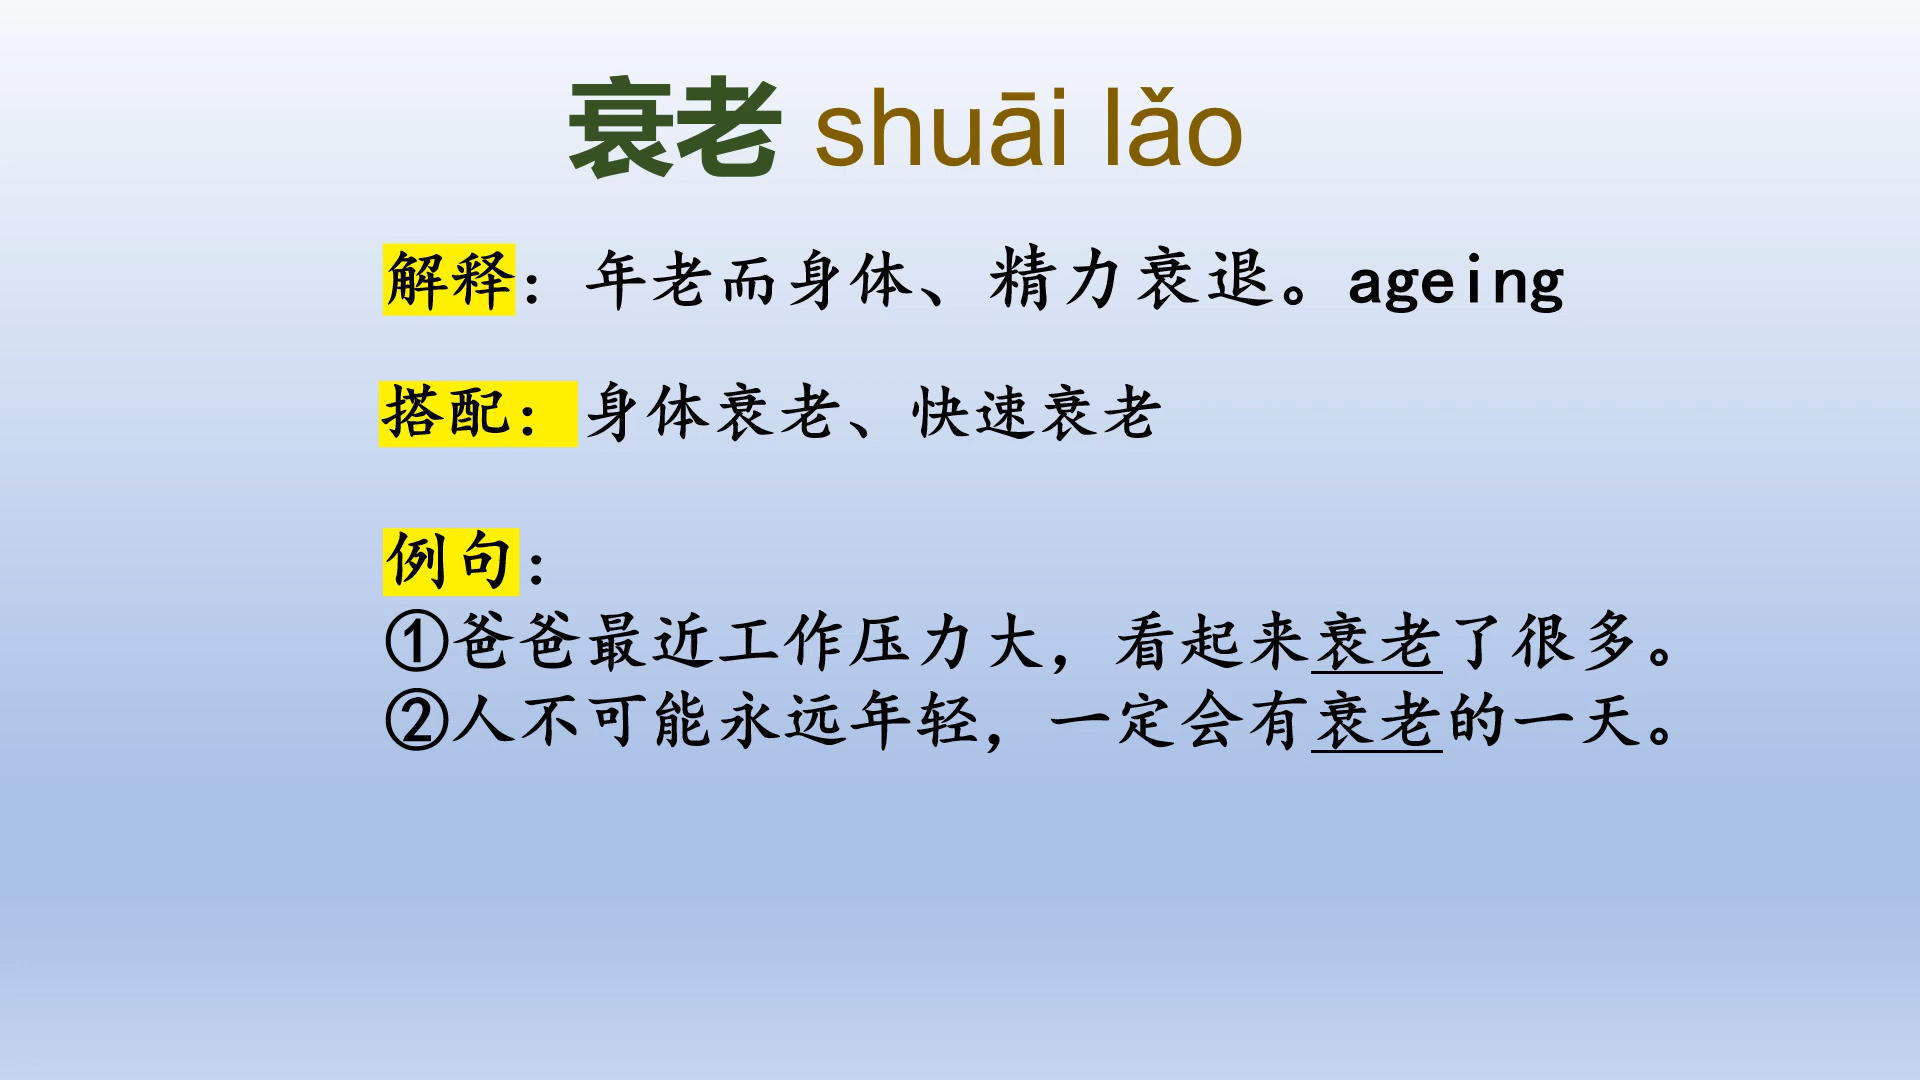 衰老 shuāi lǎo
解释：年老而身体、精力衰退。ageing
搭配：身体衰老、快速衰老
例句：
①爸爸最近工作压力大，看起来衰老了很多。
②人不可能永远年轻，一定会有衰老的一天。